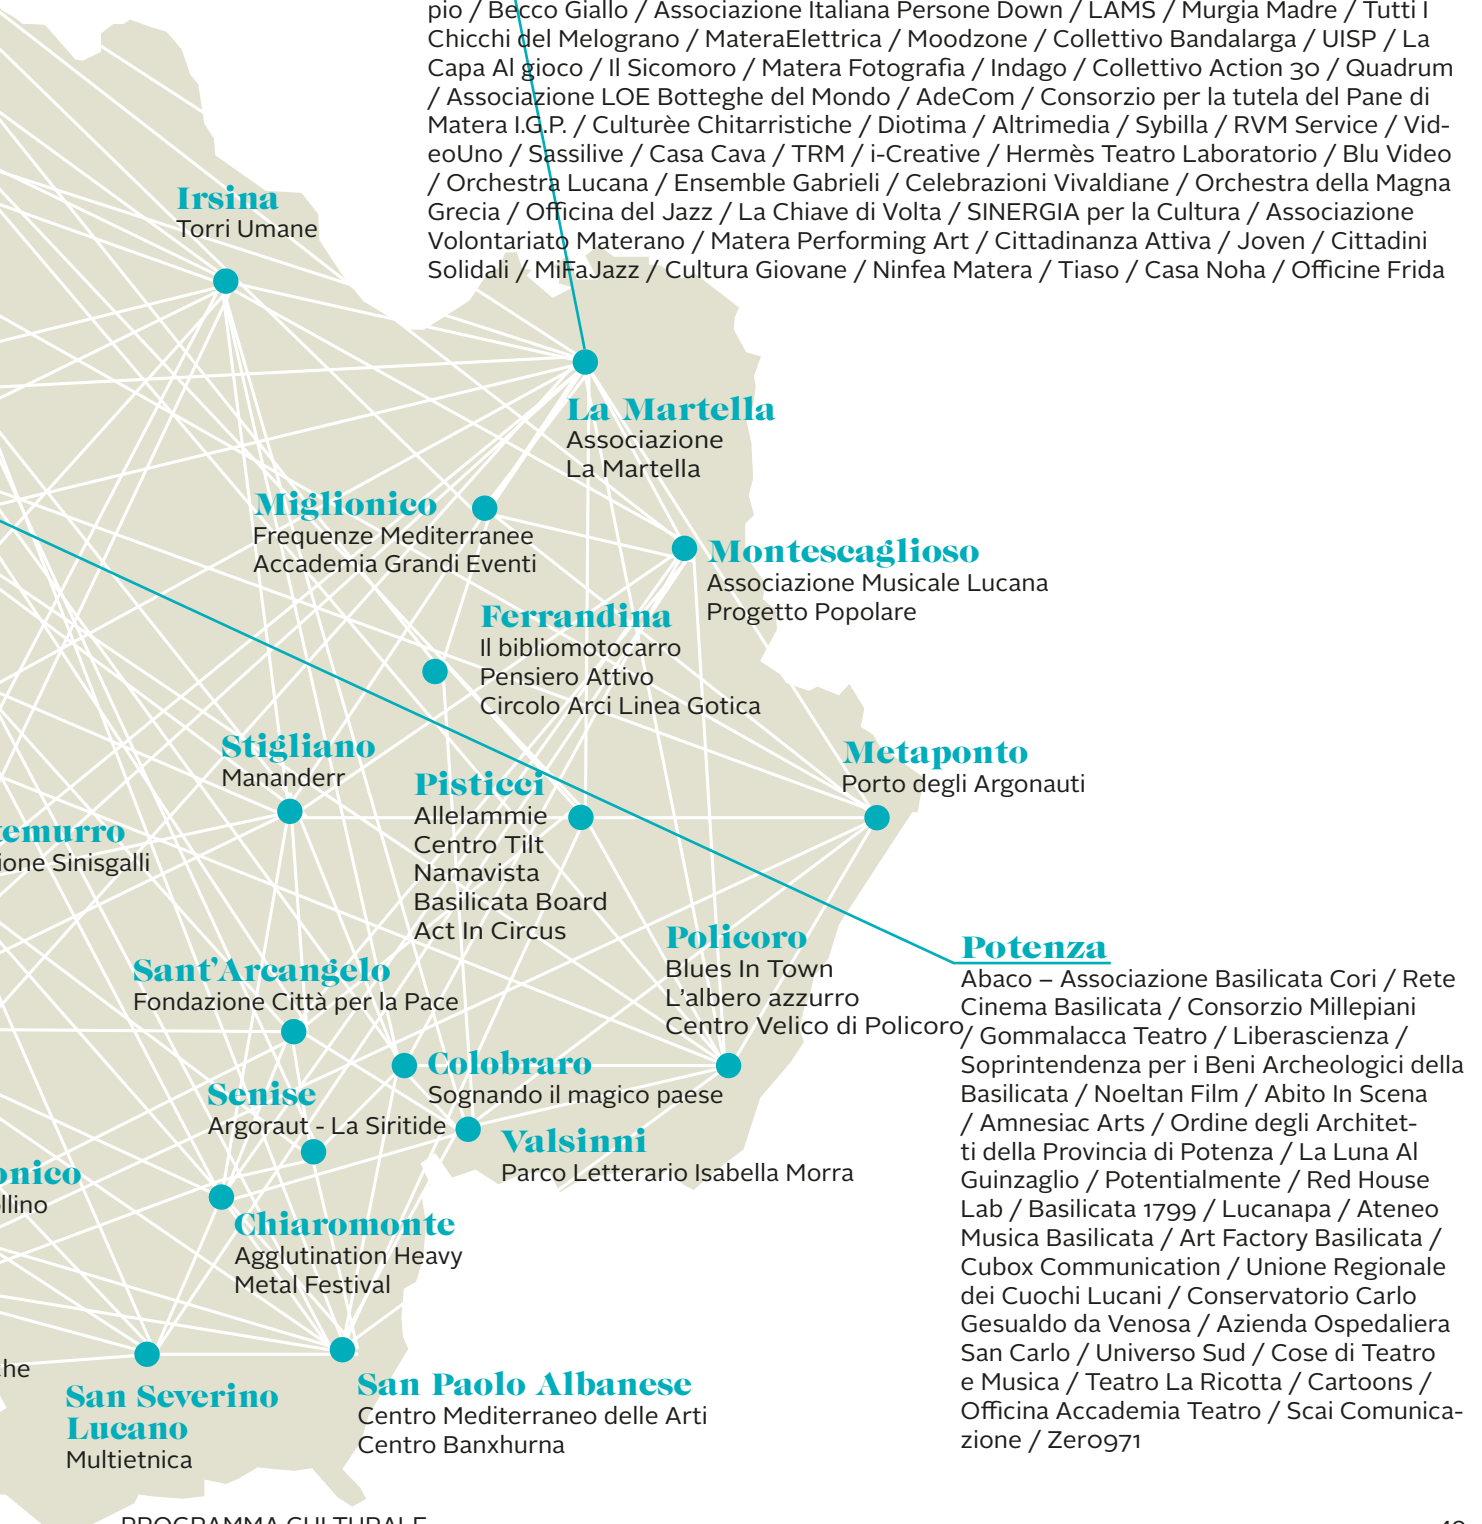 pio / Becco Giallo / Associazione Italiana Persone Down / LAMS / Murgia Madre / Tutti I
Chicchi del Melograno / MateraElettrica / Moodzone / Collettivo Bandalarga / UISP / La
Capa Al gioco / Il Sicomoro / Matera Fotografia / Indago / Collettivo Action 30 / Quadrum
/ Associazione LOE Botteghe del Mondo / AdeCom / Consorzio per la tutela del Pane di
Matera I.G.P. / Culturèe Chitarristiche / Diotima / Altrimedia / Sybilla / RVM Service / Vid-
eoUno / Sassilive / Casa Cava / TRM / i-Creative / Hermès Teatro Laboratorio / Blu Video
/ Orchestra Lucana / Ensemble Gabrieli / Celebrazioni Vivaldiane / Orchestra della Magna
Grecia / Officina del Jazz / La Chiave di Volta / SINERGIA per la Cultura / Associazione
Volontariato Materano / Matera Performing Art / Cittadinanza Attiva / Joven / Cittadini
Solidali / MiFaJazz / Cultura Giovane / Ninfea Matera / Tiaso / Casa Noha / Officine Frida
Irsina
Torri Umane
La Martella
Associazione
La Martella
Miglionico
Frequenze Mediterranee
Accademia Grandi Eventi
Montescaglioso
Associazione Musicale Lucana
Progetto Popolare
Ferrandina
Il bibliomotocarro
Pensiero Attivo
Circolo Arci Linea Gotica
Stigliano
Mananderr
Pisticci
Allelammie
Centro Tilt
Namavista
Basilicata Board
Act In Circus
Metaponto
Porto degli Argonauti
temurro
ione Sinisgalli
Policoro
Blues In Town
L'albero azzurro
Centro Velico di Policoro
Sant'Arcangelo
Fondazione Città per la Pace
Colobraro
Sognando il magico paese
Senise
Argoraut - La Siritide
Valsinni
Parco Letterario Isabella Morra
onico
llino
Chiaromonte
Agglutination Heavy
Metal Festival
che
San Severino
Lucano
Multietnica
San Paolo Albanese
Centro Mediterraneo delle Arti
Centro Banxhurna
Potenza
Abaco – Associazione Basilicata Cori / Rete
Cinema Basilicata / Consorzio Millepiani
/ Gommalacca Teatro / Liberascienza /
Soprintendenza per i Beni Archeologici della
Basilicata / Noeltan Film / Abito In Scena
/ Amnesiac Arts / Ordine degli Architet-
ti della Provincia di Potenza / La Luna Al
Guinzaglio / Potentialmente / Red House
Lab / Basilicata 1799 / Lucanapa / Ateneo
Musica Basilicata / Art Factory Basilicata /
Cubox Communication / Unione Regionale
dei Cuochi Lucani / Conservatorio Carlo
Gesualdo da Venosa / Azienda Ospedaliera
San Carlo / Universo Sud / Cose di Teatro
e Musica / Teatro La Ricotta / Cartoons /
Officina Accademia Teatro / Scai Comunica-
zione / Zero971
PROGRAMMA CULTURALE